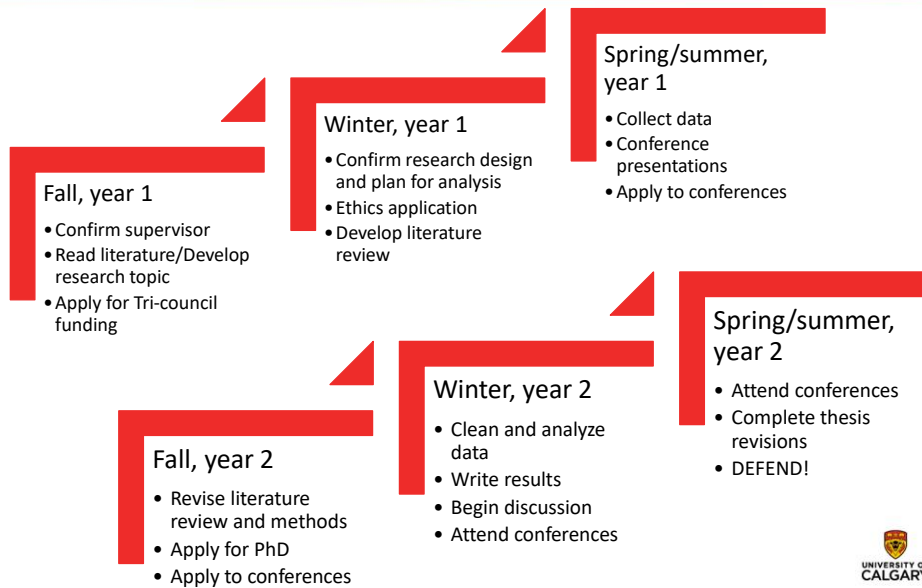 Fall, year 1
•Confirm supervisor
•Read literature/Develop
research topic
•Apply for Tri-council
funding
Winter, year 1
•Confirm research design
and plan for analysis
•Ethics application
•Develop literature
review
Spring/summer,
year 1
•Collect data
•Conference
presentations
•Apply to conferences
Fall, year 2
• Revise literature
review and methods
• Apply for PhD
• Apply to conferences
Winter, year 2
• Clean and analyze
data
• Write results
• Begin discussion
• Attend conferences
Spring/summer,
year 2
• Attend conferences
• Complete thesis
revisions
• DEFEND!
UNIVERSITY OF
CALGARY